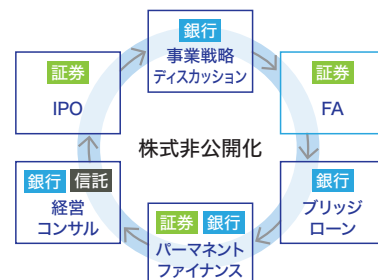 銀行
事業戦略
ディスカッション
証券
FA
銀行
ブリッジ
ローン
証券 銀行
パーマネント
ファイナンス
銀行 信託
経営
コンサル
証券
IPO
株式非公開化